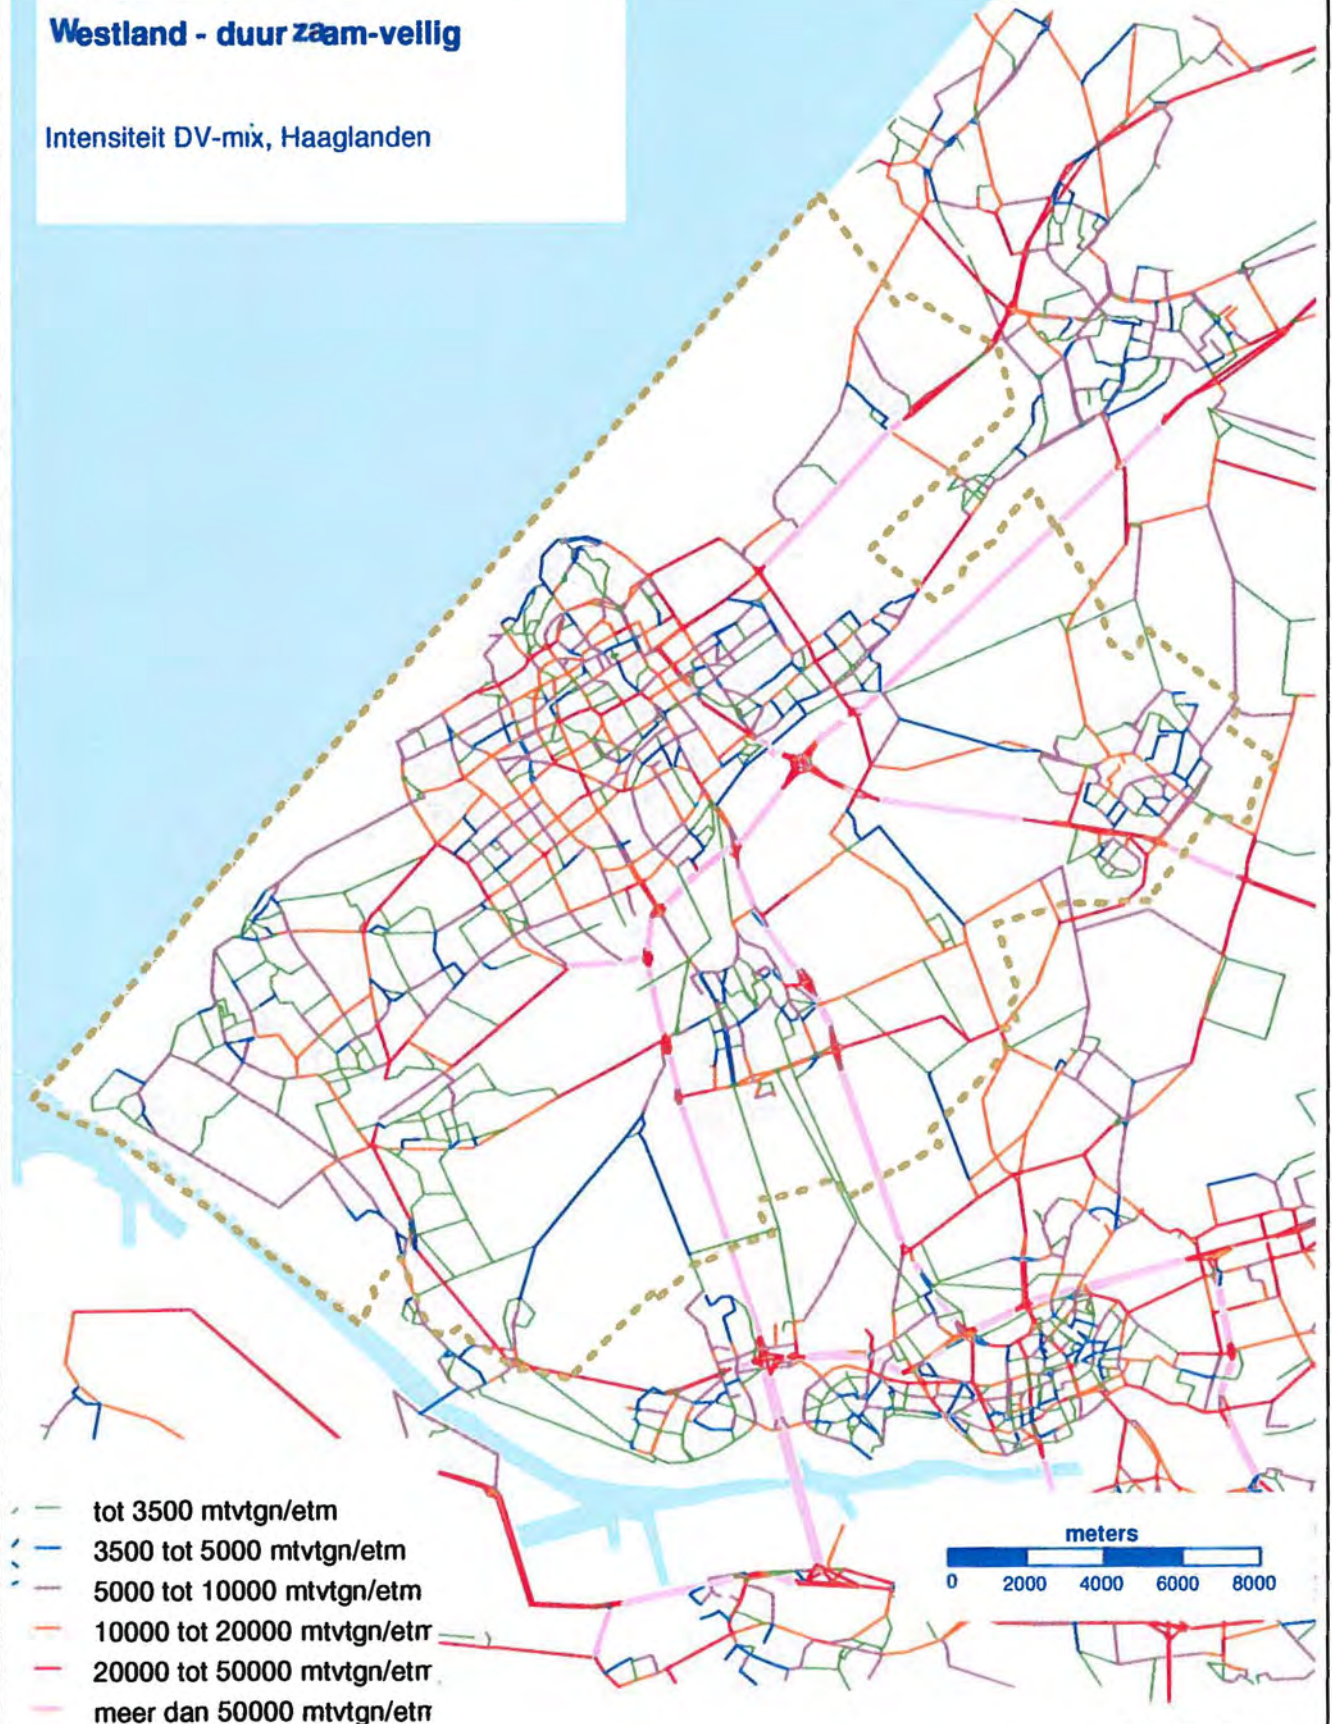 Westland - duurzaam-veilig
Intensiteit DV-mix, Haaglanden
tot 3500 mtvtgn/etm
3500 tot 5000 mtvtgn/etm
5000 tot 10000 mtvtgn/etm
10000 tot 20000 mtvtgn/etm
20000 tot 50000 mtvtgn/etm
meer dan 50000 mtvtgn/etm
meters
0 2000 4000 6000 8000